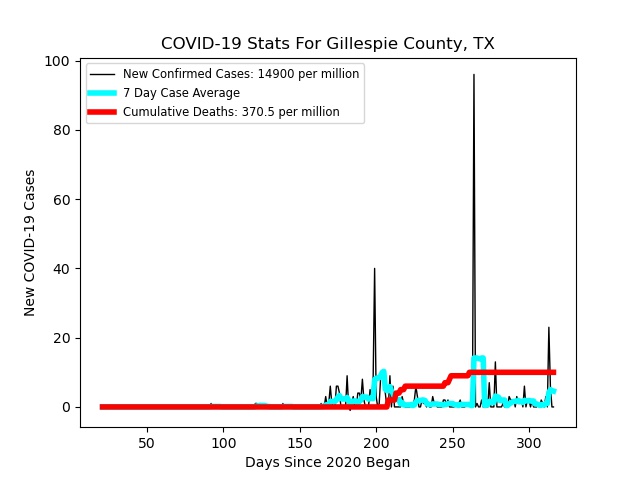 COVID-19 Stats For Gillespie County, TX
New Confirmed Cases: 14900 per million
7 Day Case Average
Cumulative Deaths: 370.5 per million
100
80
60
40
20
0
New COVID-19 Cases
50 100 150 200 250 300
Days Since 2020 Began